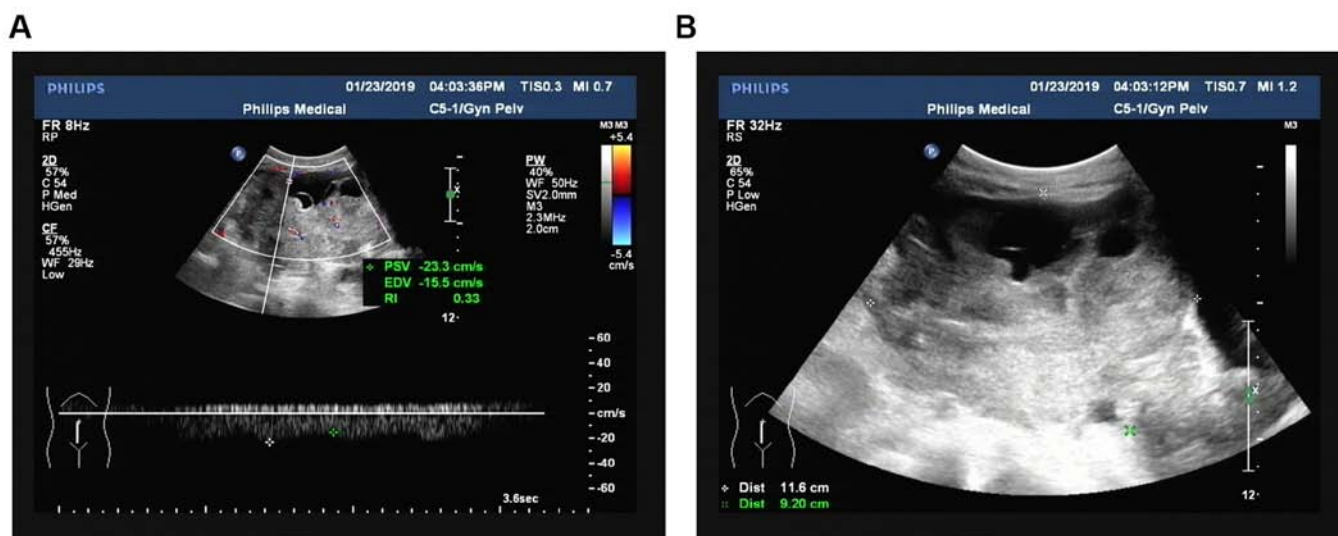 A
PHILIPS
01/23/2019 04:03:36PM TIS0.3 MI 0.7
Philips Medical C5-1/Gyn Pelv
FR 8Hz
RP
2D
57%
C 54
P Med
HGen
CF
57%
455Hz
WF 29Hz
Low
P
M3 M3
+5.4
-5.4
cm/s
PW
40%
WF 50Hz
SV2.0mm
M3
2.3MHz
2.0cm
x
PSV -23.3 cm/s
EDV -15.5 cm/s
RI 0.33
12
60
40
20
cm/s
-20
-40
-60
3.6sec
B
PHILIPS
01/23/2019 04:03:12PM TIS0.7 MI 1.2
Philips Medical C5-1/Gyn Pelv
FR 32Hz
RS
2D
65%
C 54
P Low
HGen
P
M3
x
12
Dist 11.6 cm
Dist 9.20 cm